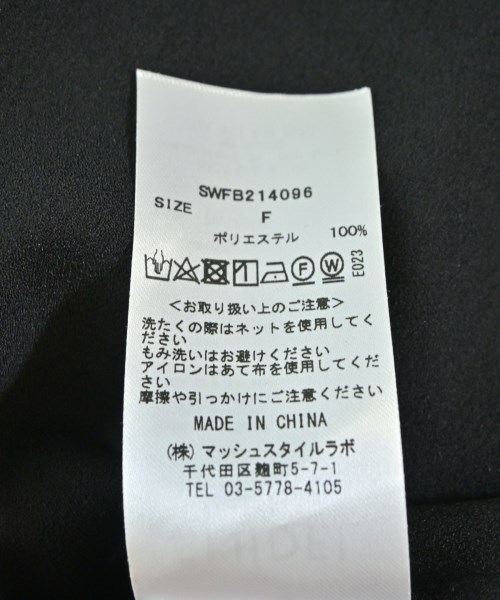 SWFB214096
SIZE
F
ポリエステル 100%
F W
E023
<お取り扱い上のご注意>
洗たくの際はネットを使用してく
ださい
もみ洗いはお避けください
アイロンはあて布を使用してくだ
さい
摩擦や引っかけにご注意ください
MADE IN CHINA
(株) マッシュスタイルラボ
千代田区麹町5-7-1
TEL 03-5778-4105